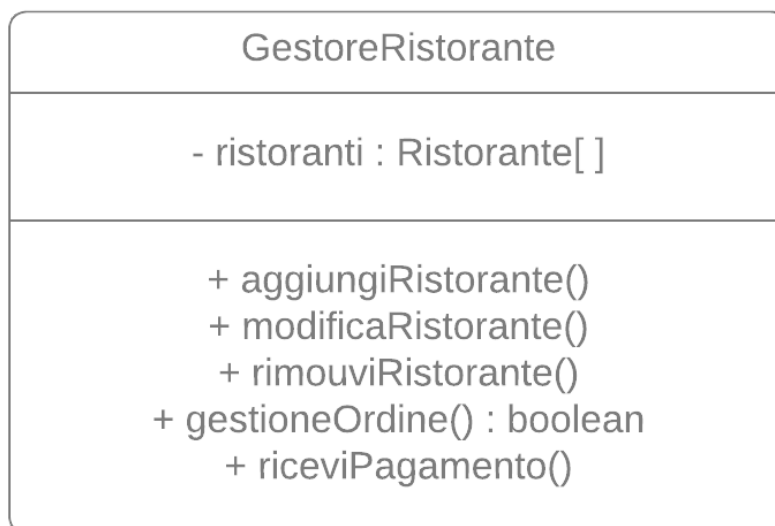 GestoreRistorante
- ristoranti : Ristorante[ ]
+ aggiungiRistorante()
+ modificaRistorante()
+ rimouviRistorante()
+ gestioneOrdine() : boolean
+ riceviPagamento()